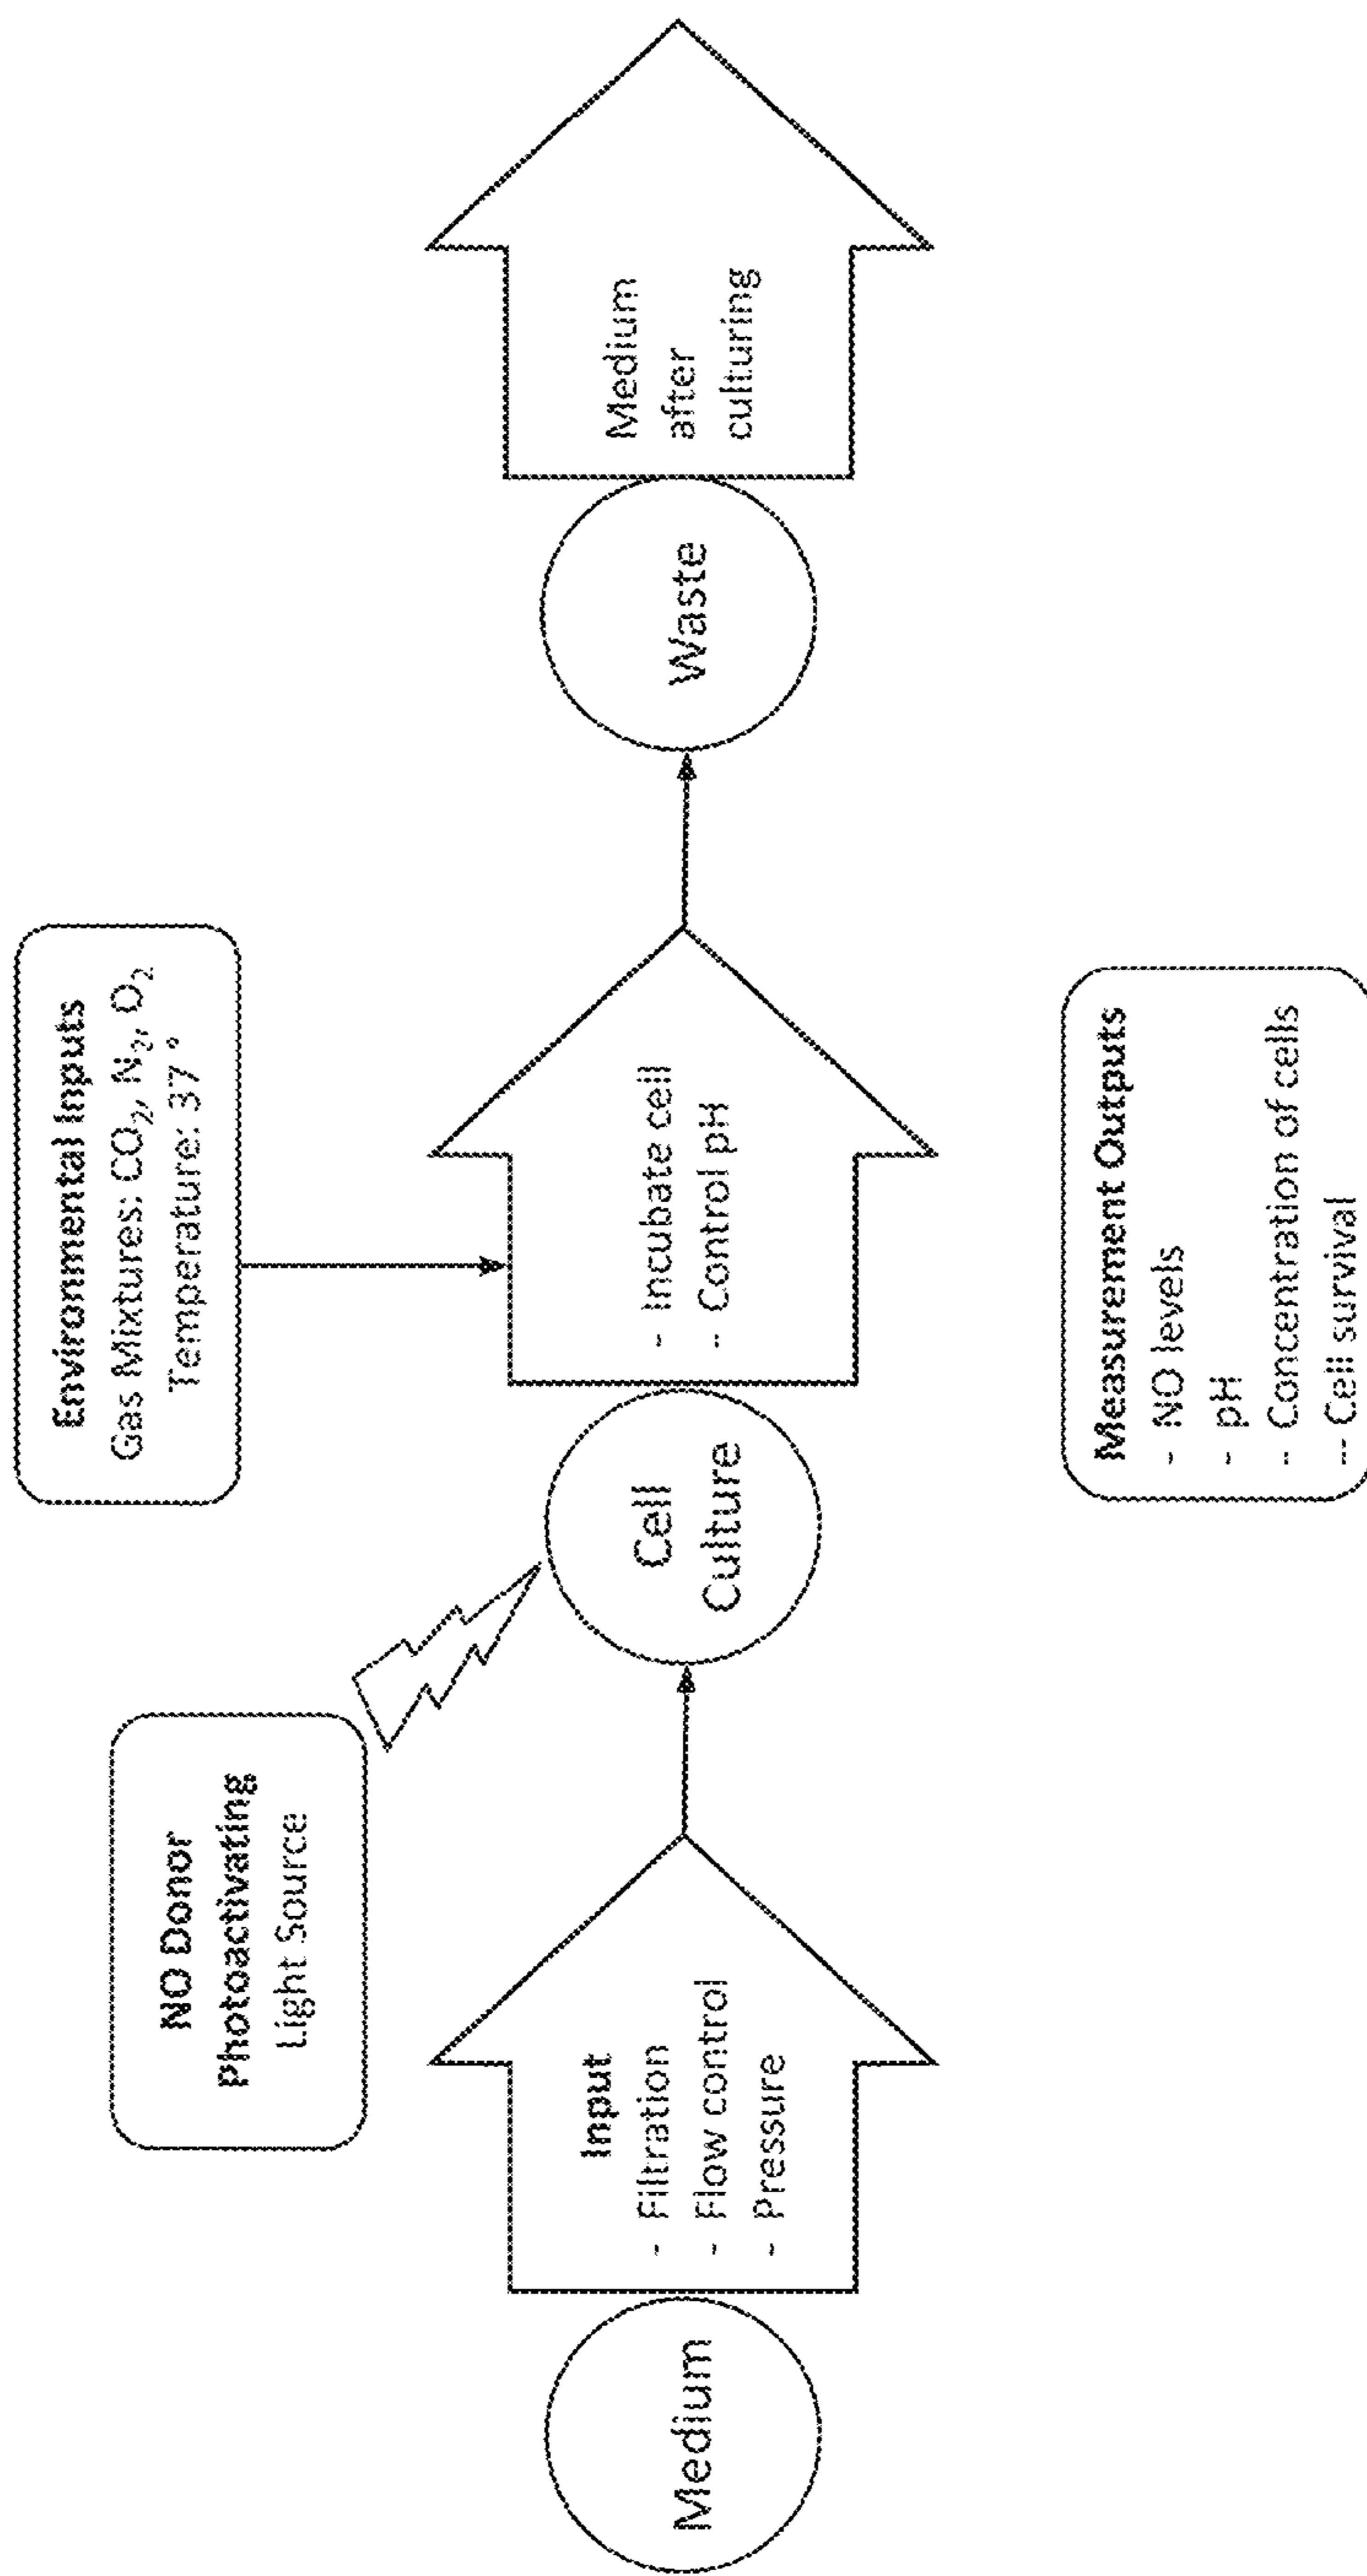 Environmental Inputs
Gas Mixtures: CO₂, N₂, O₂
Temperature: 37 °
NO Donor
Photoactivating
Light Source
Medium
Input
- Filtration
- Flow control
- Pressure
Cell
Culture
- Incubate cell
- Control pH
Waste
Medium
after
culturing
Measurement Outputs
- NO levels
- pH
- Concentration of cells
- Cell survival